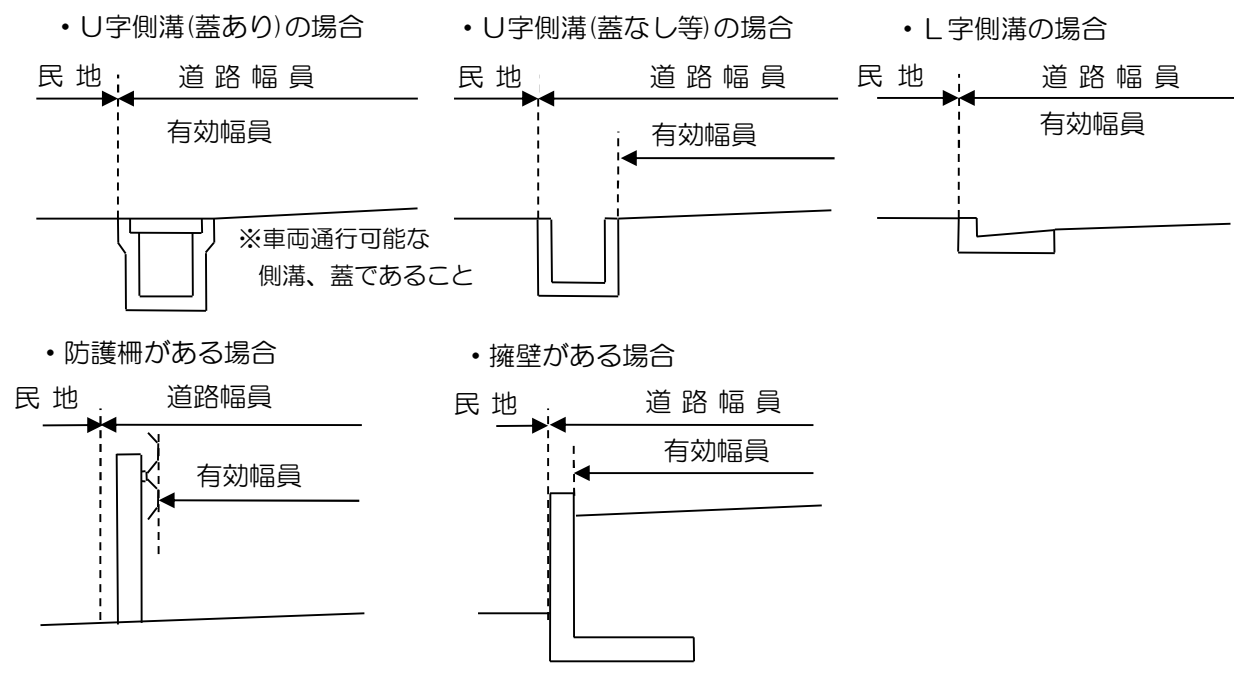 ・U字側溝(蓋あり)の場合
民 地
道 路 幅 員
有効幅員
※車両通行可能な
側溝、蓋であること
・U字側溝(蓋なし等)の場合
民 地
道 路 幅 員
有効幅員
・L字側溝の場合
民 地
道 路 幅 員
有効幅員
・防護柵がある場合
民 地
道路幅員
有効幅員
・擁壁がある場合
民 地
道 路 幅 員
有効幅員